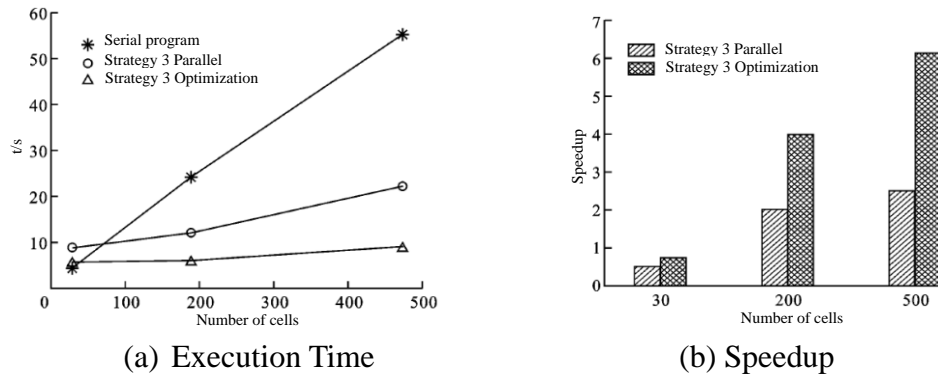 60
50
40
30
20
10
0
100
200
300
400
500
t/s
Serial program
Strategy 3 Parallel
Strategy 3 Optimization
Number of cells
(a) Execution Time
7
6
5
4
3
2
1
0
30
200
500
Speedup
Strategy 3 Parallel
Strategy 3 Optimization
Number of cells
(b) Speedup